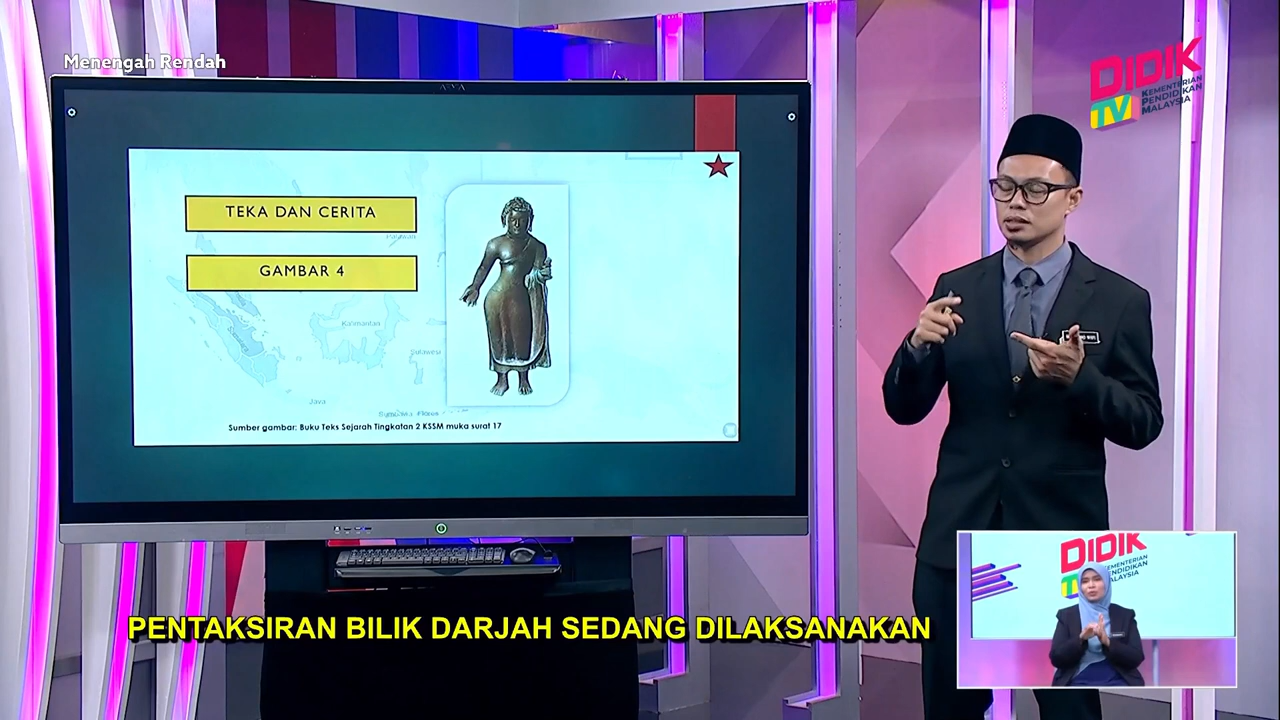 Menengah Rendah
DIDIK
TV
KEMENTERIAN
PENDIDIKAN
MALAYSIA
TEKA DAN CERITA
Palawan
GAMBAR 4
Kalimantan
Sulawesi
Java
Sumber gambar: Buku Teks Sejarah Tingkatan 2 KSSM muka surat 17
DIDIK
PENTAKSIRAN BILIK DARJAH SEDANG DILAKSANAKAN